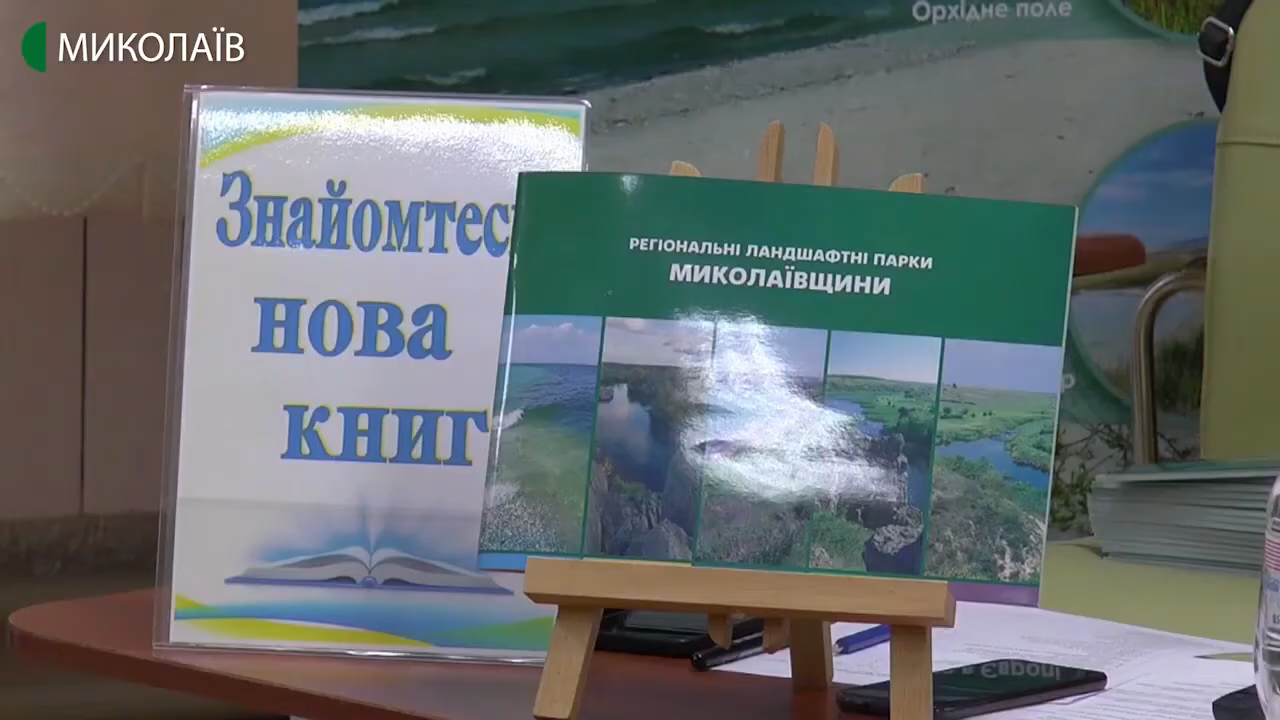 МИКОЛАЇВ
Орхідне поле
Знайомтес
нова
книг
РЕГІОНАЛЬНІ ЛАНДШАФТНІ ПАРКИ
МИКОЛАЇВЩИНИ